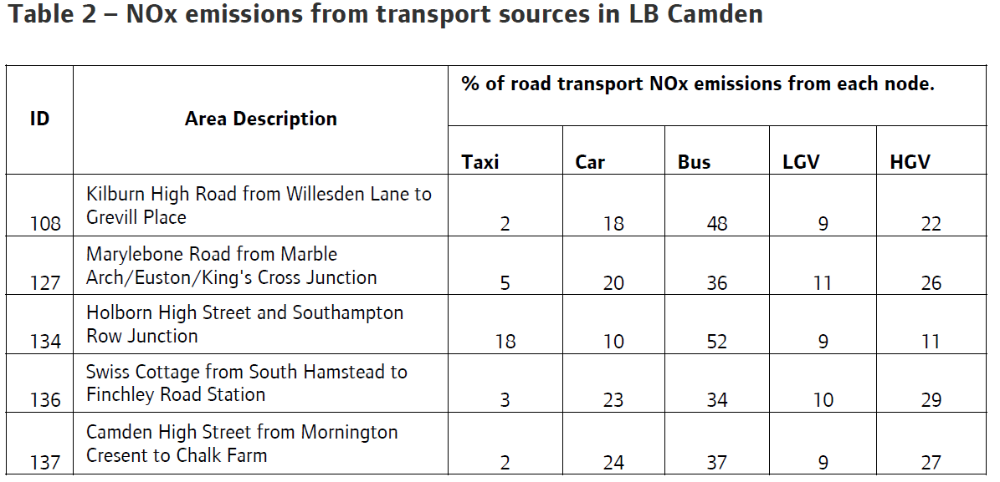 Table 2 – NOx emissions from transport sources in LB Camden
ID Area Description % of road transport NOx emissions from each node.
Taxi Car Bus LGV HGV
Kilburn High Road from Willesden Lane to
Grevill Place
108 2 18 48 9 22
Marylebone Road from Marble
Arch/Euston/King's Cross Junction
127 5 20 36 11 26
Holborn High Street and Southampton
Row Junction
134 18 10 52 9 11
Swiss Cottage from South Hamstead to
Finchley Road Station
136 3 23 34 10 29
Camden High Street from Mornington
Cresent to Chalk Farm
137 2 24 37 9 27